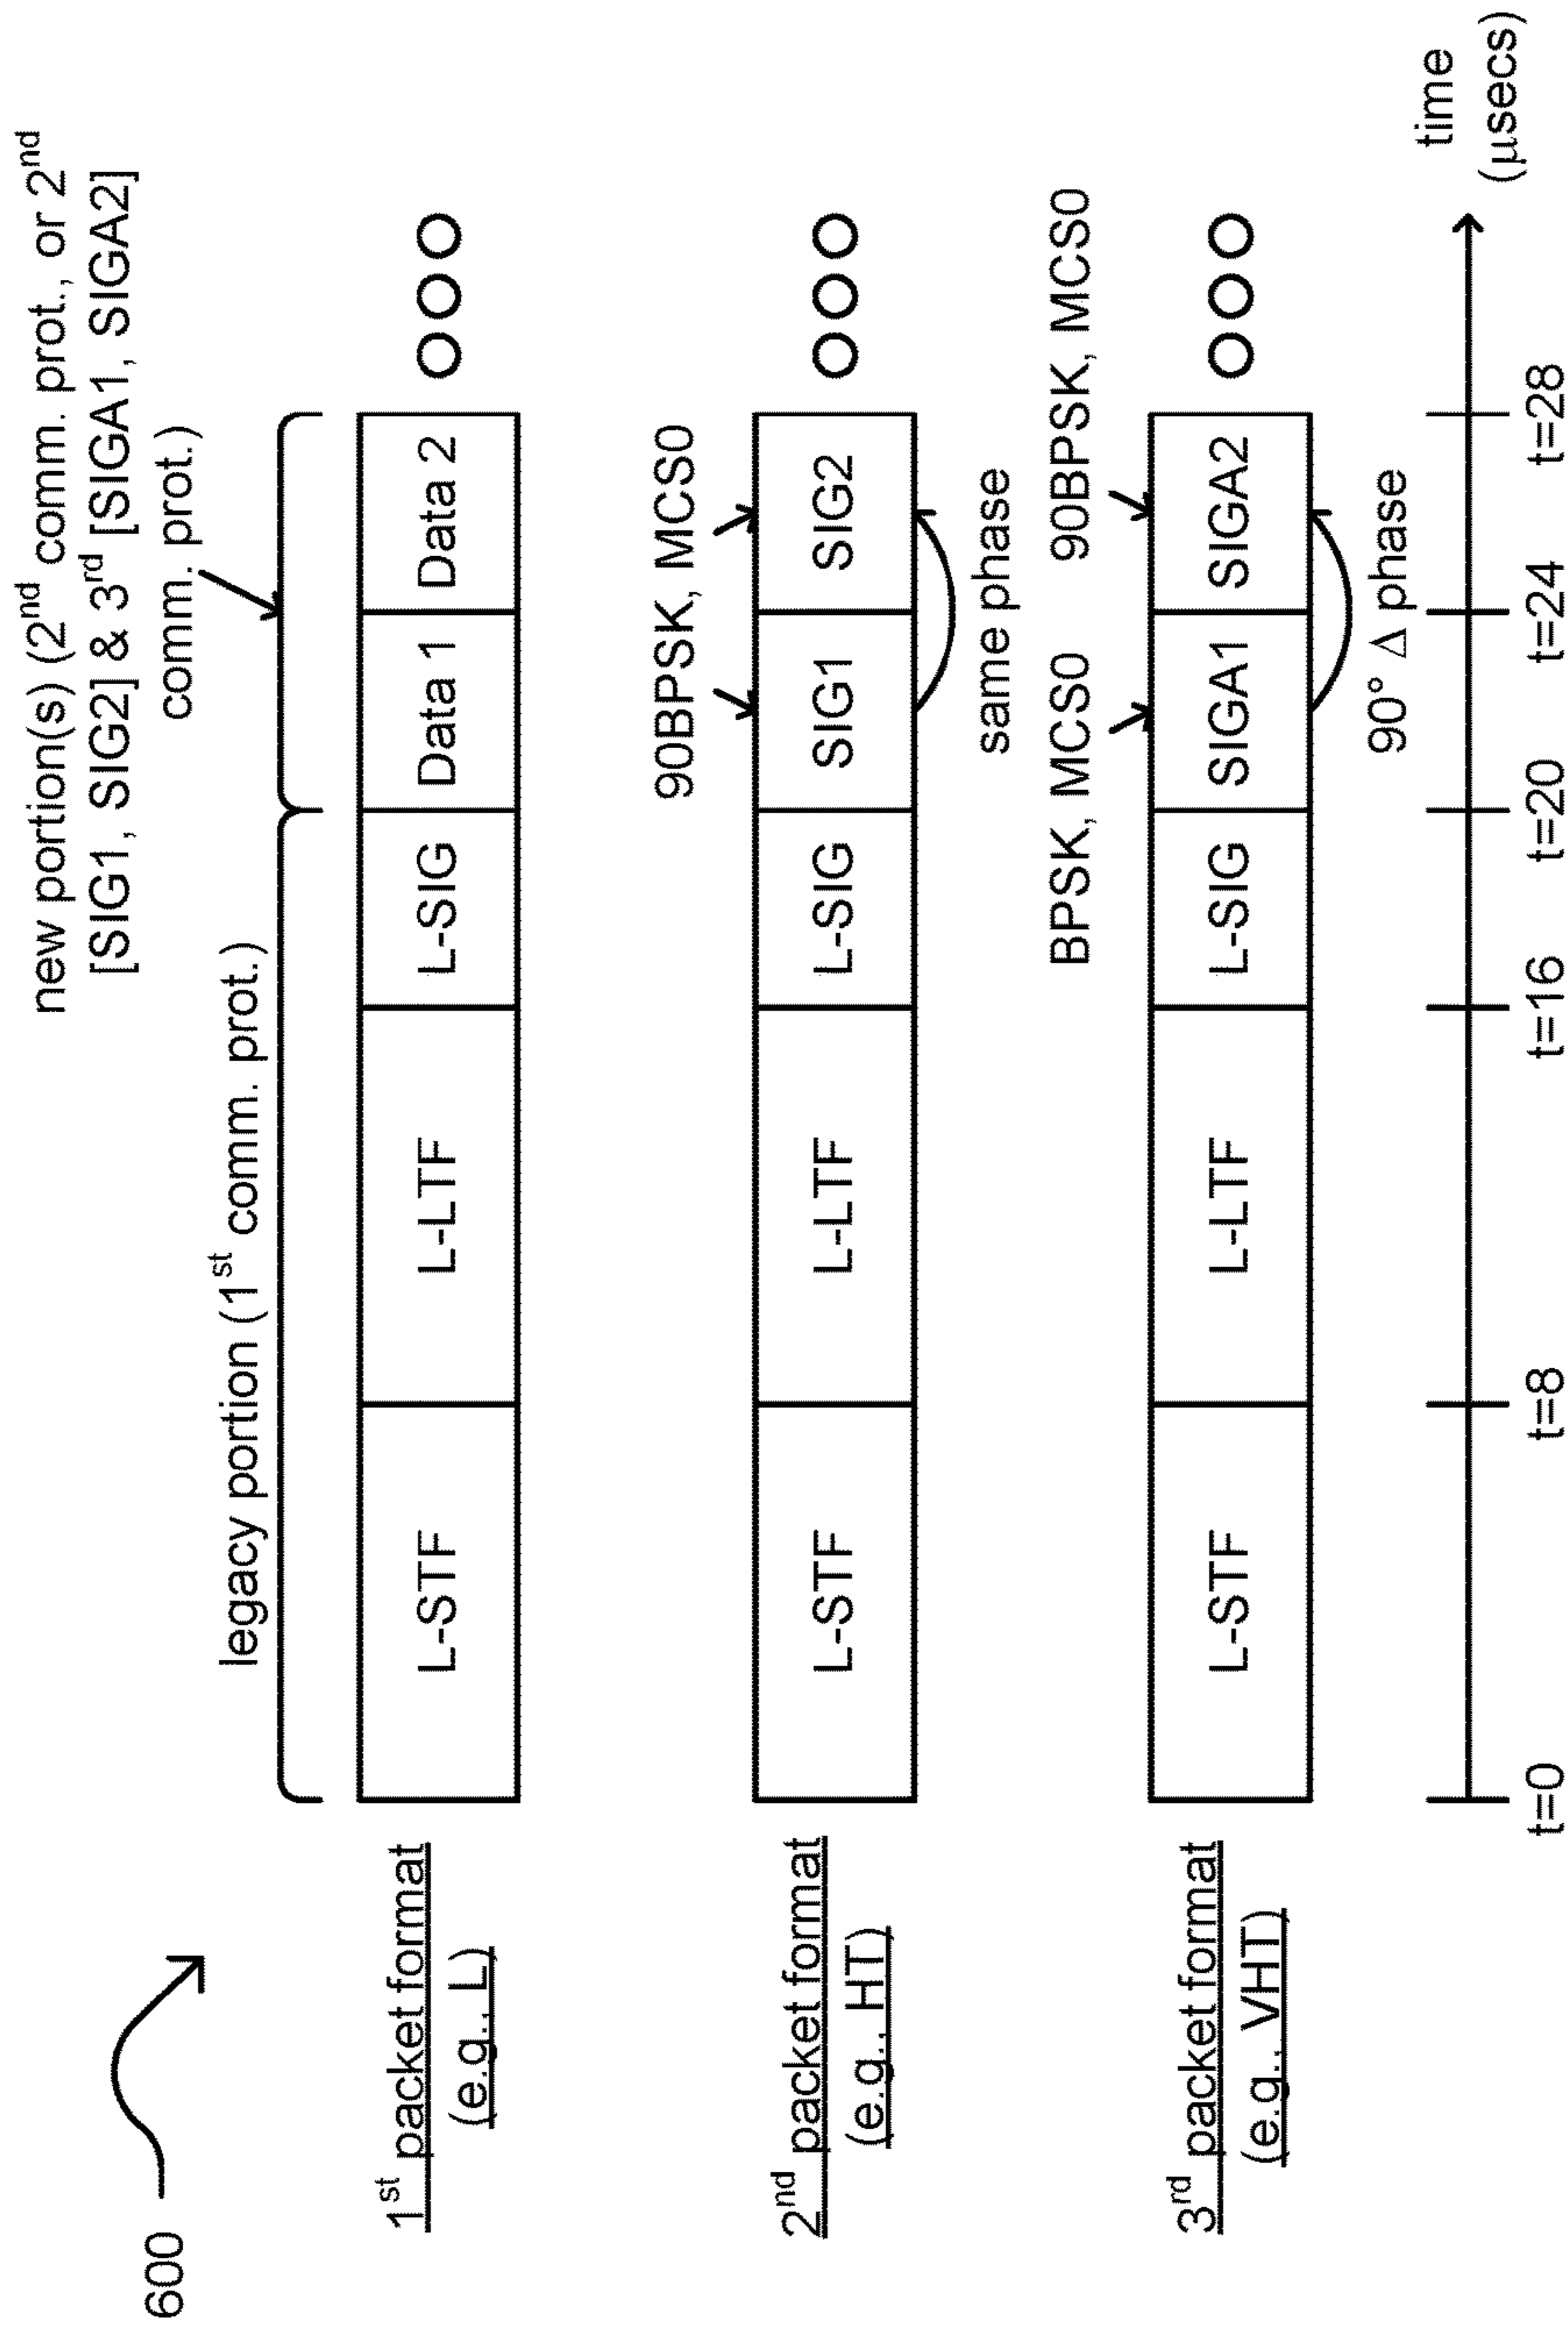 600
new portion(s) (2nd comm. prot., or 2nd
[SIG1, SIG2] & 3rd [SIGA1, SIGA2]
comm. prot.)
legacy portion (1st comm. prot.)
1st packet format
(e.g., L)
L-STF
L-LTF
L-SIG
Data 1
Data 2
90BPSK, MCS0
2nd packet format
(e.g., HT)
L-STF
L-LTF
L-SIG
SIG1
SIG2
same phase
BPSK, MCS0
90BPSK, MCS0
3rd packet format
(e.g., VHT)
L-STF
L-LTF
L-SIG
SIGA1
SIGA2
90° Δ phase
time
(μsecs)
t=0
t=8
t=16
t=20
t=24
t=28